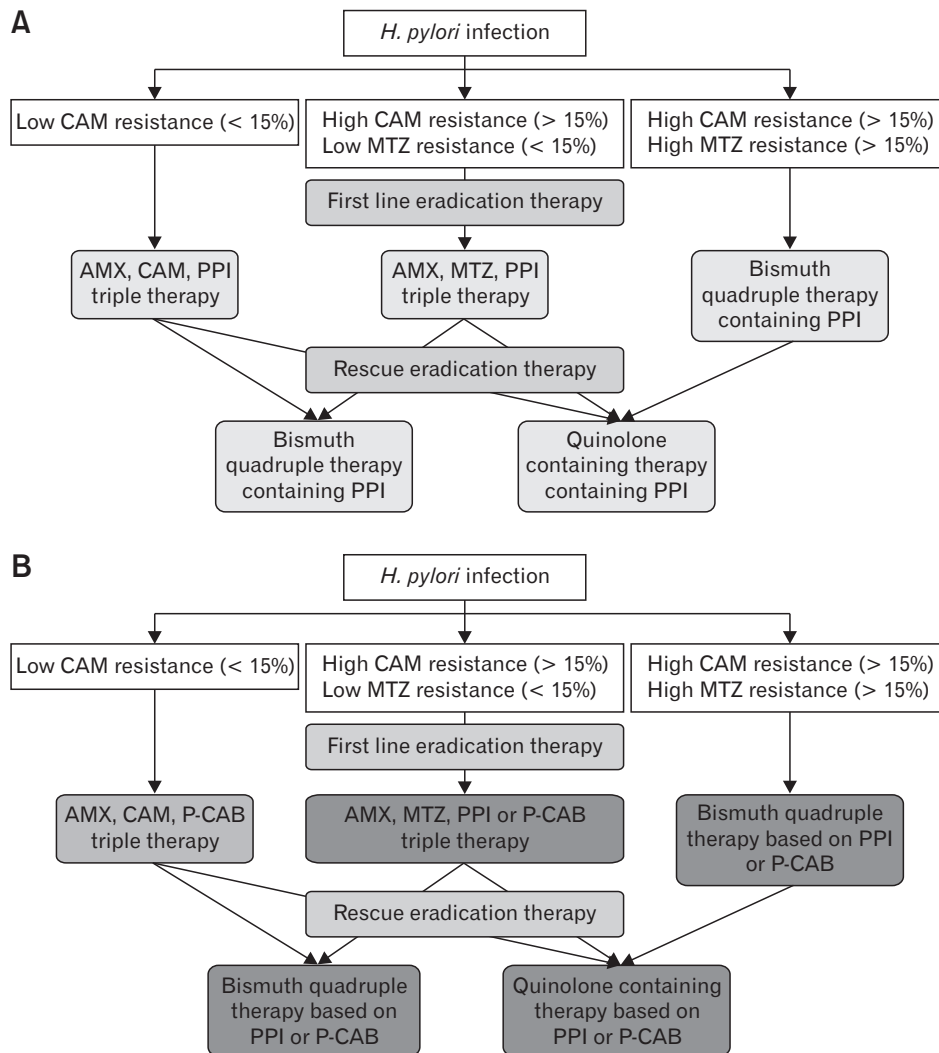 A
H. pylori infection
Low CAM resistance (< 15%)
High CAM resistance (> 15%)
Low MTZ resistance (< 15%)
High CAM resistance (> 15%)
High MTZ resistance (> 15%)
First line eradication therapy
AMX, CAM, PPI
triple therapy
AMX, MTZ, PPI
triple therapy
Bismuth
quadruple therapy
containing PPI
Rescue eradication therapy
Bismuth
quadruple therapy
containing PPI
Quinolone
containing therapy
containing PPI
B
H. pylori infection
Low CAM resistance (< 15%)
High CAM resistance (> 15%)
Low MTZ resistance (< 15%)
High CAM resistance (> 15%)
High MTZ resistance (> 15%)
First line eradication therapy
AMX, CAM, P-CAB
triple therapy
AMX, MTZ, PPI or P-CAB
triple therapy
Bismuth quadruple
therapy based on PPI
or P-CAB
Rescue eradication therapy
Bismuth quadruple
therapy based on
PPI or P-CAB
Quinolone containing
therapy based on
PPI or P-CAB